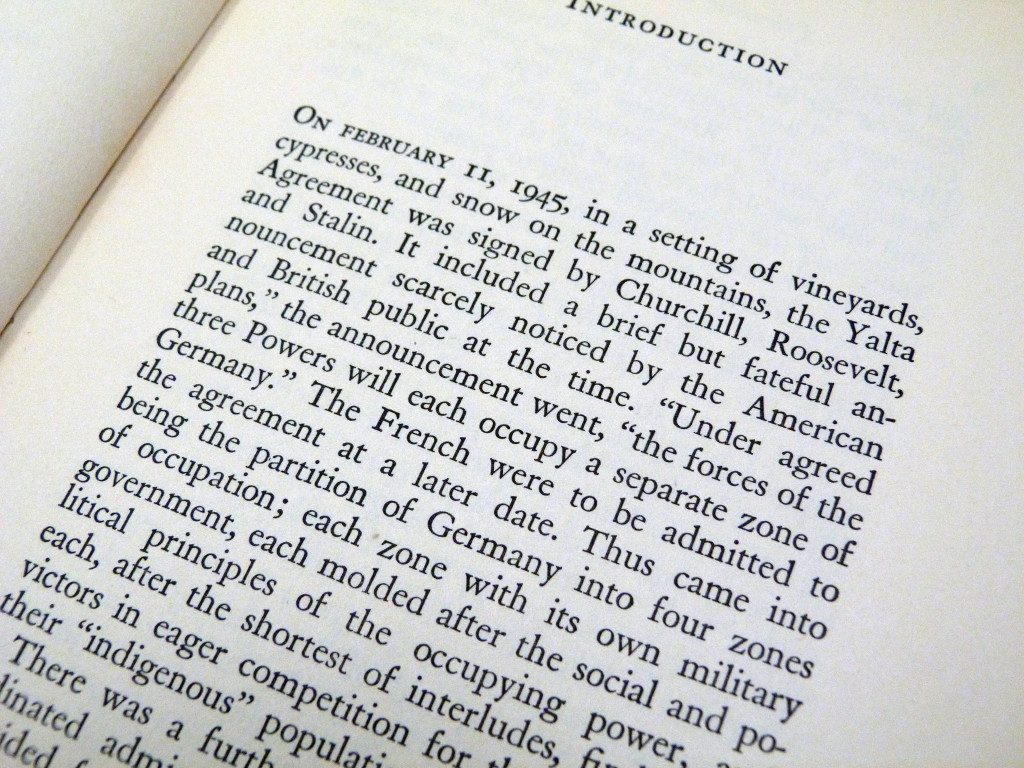 INTRODUCTION
ON FEBRUARY 11, 1945, in a setting of vineyards,
cypresses, and snow on the mountains, the Yalta
Agreement was signed by Churchill, Roosevelt,
and Stalin. It included a brief but fateful an-
nouncement scarcely noticed by the American
and British public at the time. “Under agreed
plans,” the announcement went, “the forces of the
three Powers will each occupy a separate zone of
Germany.” The French were to be admitted to
the agreement at a later date. Thus came into
being the partition of Germany into four zones
of occupation; each zone with its own military
government, each molded after the social and po-
litical principles of the occupying power,
each, after the shortest of interludes,
victors in eager competition for
their “indigenous”
There was a